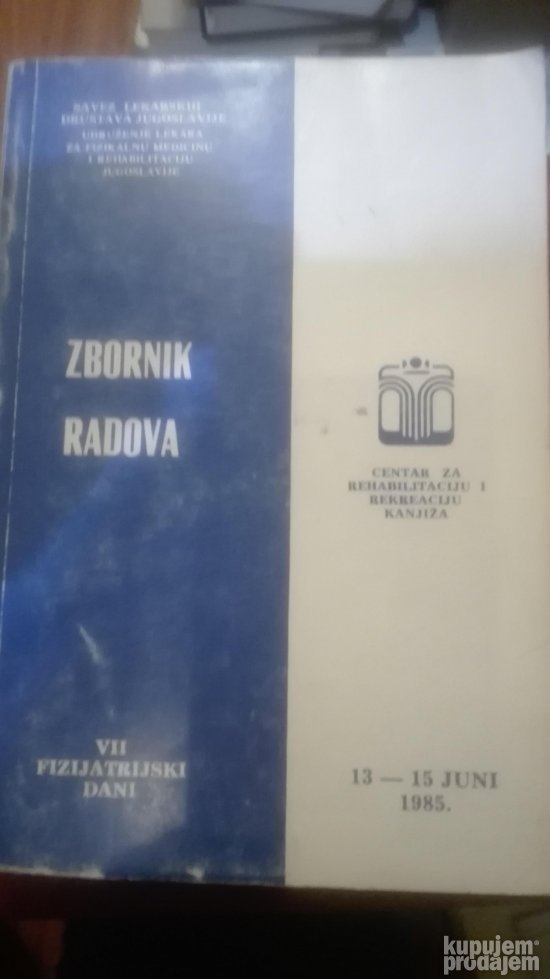 SAVEZ LEKARSKIH
DRUŠTAVA JUGOSLAVIJE
UDRUŽENJE LEKARA
ZA FIZIKALNU MEDICINU
I REHABILITACIJU
JUGOSLAVIJE
ZBORNIK
RADOVA
VII
FIZIJATRIJSKI
DANI
CENTAR ZA
REHABILITACIJU I
REKREACIJU
KANJIŽA
13 — 15 JUNI
1985.
kupujem
prodajem